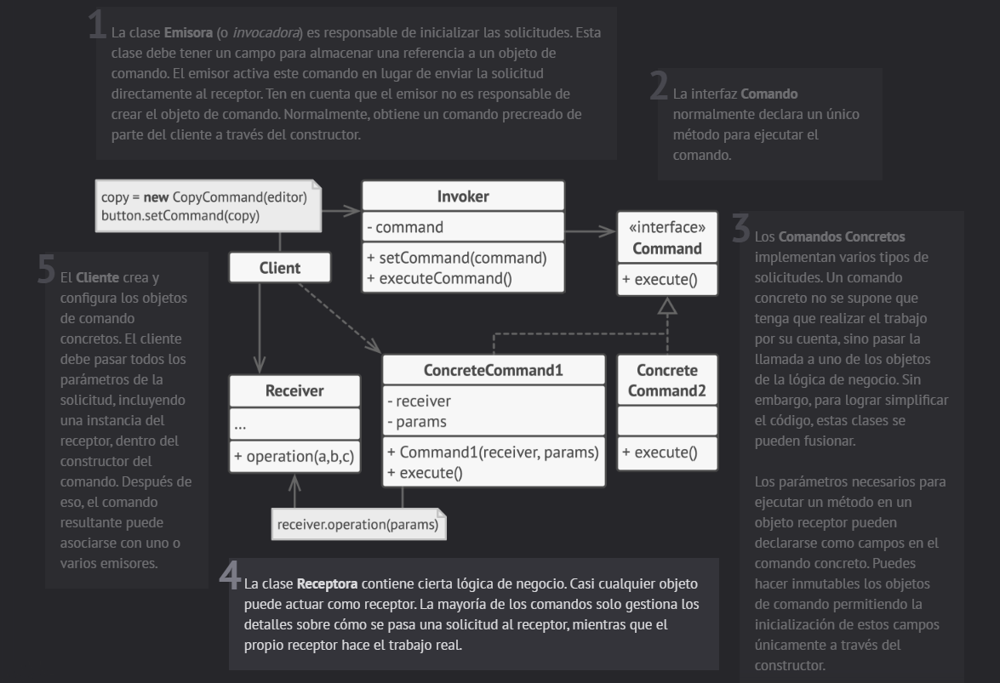 1
La clase Emisora (o invocadora) es responsable de inicializar las solicitudes. Esta
clase debe tener un campo para almacenar una referencia a un objeto de
comando. El emisor activa este comando en lugar de enviar la solicitud
directamente al receptor. Ten en cuenta que el emisor no es responsable de
crear el objeto de comando. Normalmente, obtiene un comando precreado de
parte del cliente a través del constructor.
2
La interfaz Comando
normalmente declara un único
método para ejecutar el
comando.
copy = new CopyCommand(editor)
button.setCommand(copy)
Invoker
- command
+ setCommand(command)
+ executeCommand()
«interface»
Command
+ execute()
3
Los Comandos Concretos
implementan varios tipos de
solicitudes. Un comando
concreto no se supone que
tenga que realizar el trabajo
por su cuenta, sino pasar la
llamada a uno de los objetos
de la lógica de negocio. Sin
embargo, para lograr simplificar
el código, estas clases se
pueden fusionar.
Los parámetros necesarios para
ejecutar un método en un
objeto receptor pueden
declararse como campos en el
comando concreto. Puedes
hacer inmutables los objetos
de comando permitiendo la
inicialización de estos campos
únicamente a través del
constructor.
5
El Cliente crea y
configura los objetos
de comando
concretos. El cliente
debe pasar todos los
parámetros de la
solicitud, incluyendo
una instancia del
receptor, dentro del
constructor del
comando. Después de
eso, el comando
resultante puede
asociarse con uno o
varios emisores.
Client
Receiver
...
+ operation(a,b,c)
ConcreteCommand1
- receiver
- params
+ Command1(receiver, params)
+ execute()
Concrete
Command2
+ execute()
receiver.operation(params)
4
La clase Receptora contiene cierta lógica de negocio. Casi cualquier objeto
puede actuar como receptor. La mayoría de los comandos solo gestiona los
detalles sobre cómo se pasa una solicitud al receptor, mientras que el
propio receptor hace el trabajo real.